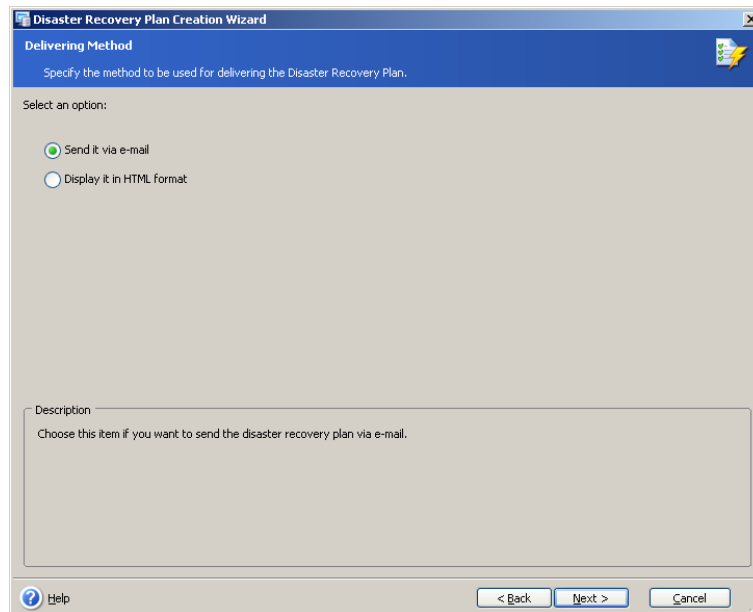 Disaster Recovery Plan Creation Wizard
Delivering Method
Specify the method to be used for delivering the Disaster Recovery Plan.
Select an option:
Send it via e-mail
Display it in HTML format
Description
Choose this item if you want to send the disaster recovery plan via e-mail.
Help
< Back
Next >
Cancel